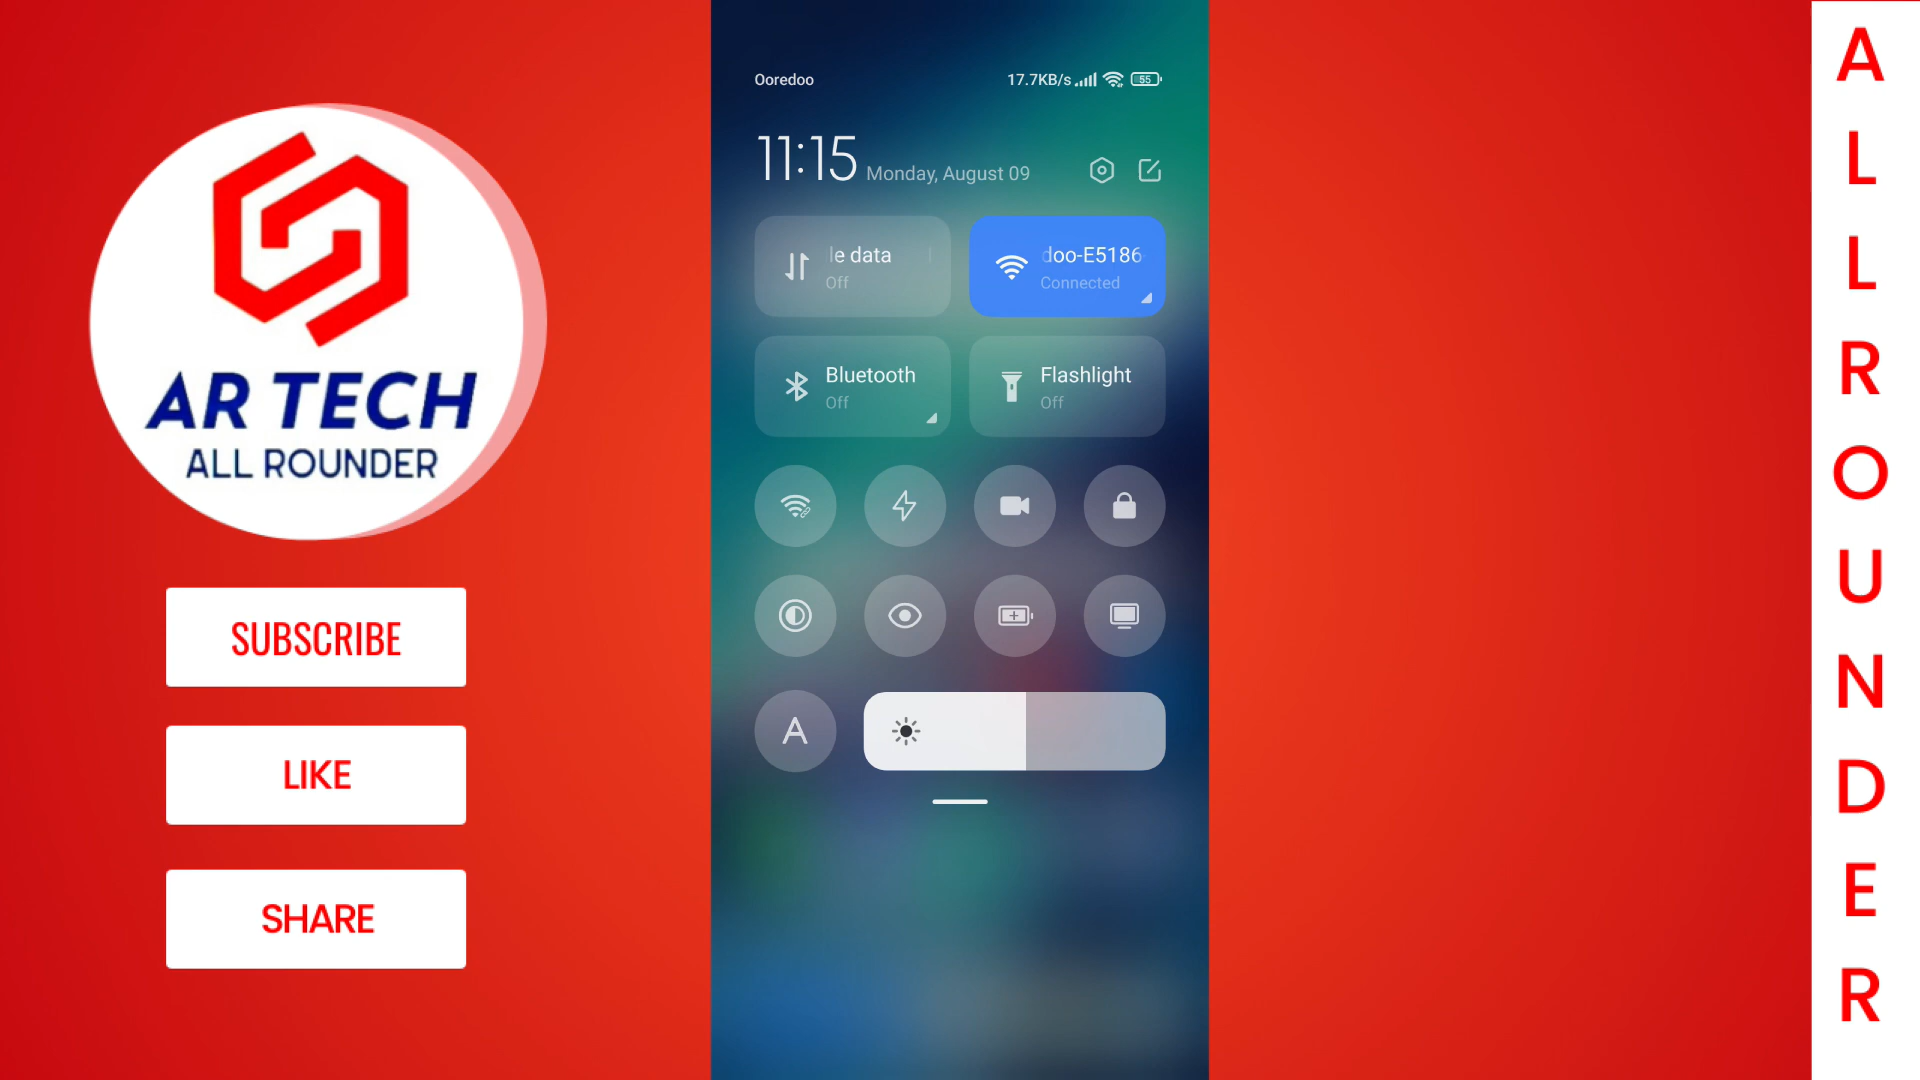 AR TECH
ALL ROUNDER
SUBSCRIBE
LIKE
SHARE
Ooredoo
17.7KB/s 55
11:15 Monday, August 09
le data
Off
doo-E5186
Connected
Bluetooth
Off
Flashlight
Off
A
A
L
L
R
O
U
N
D
E
R